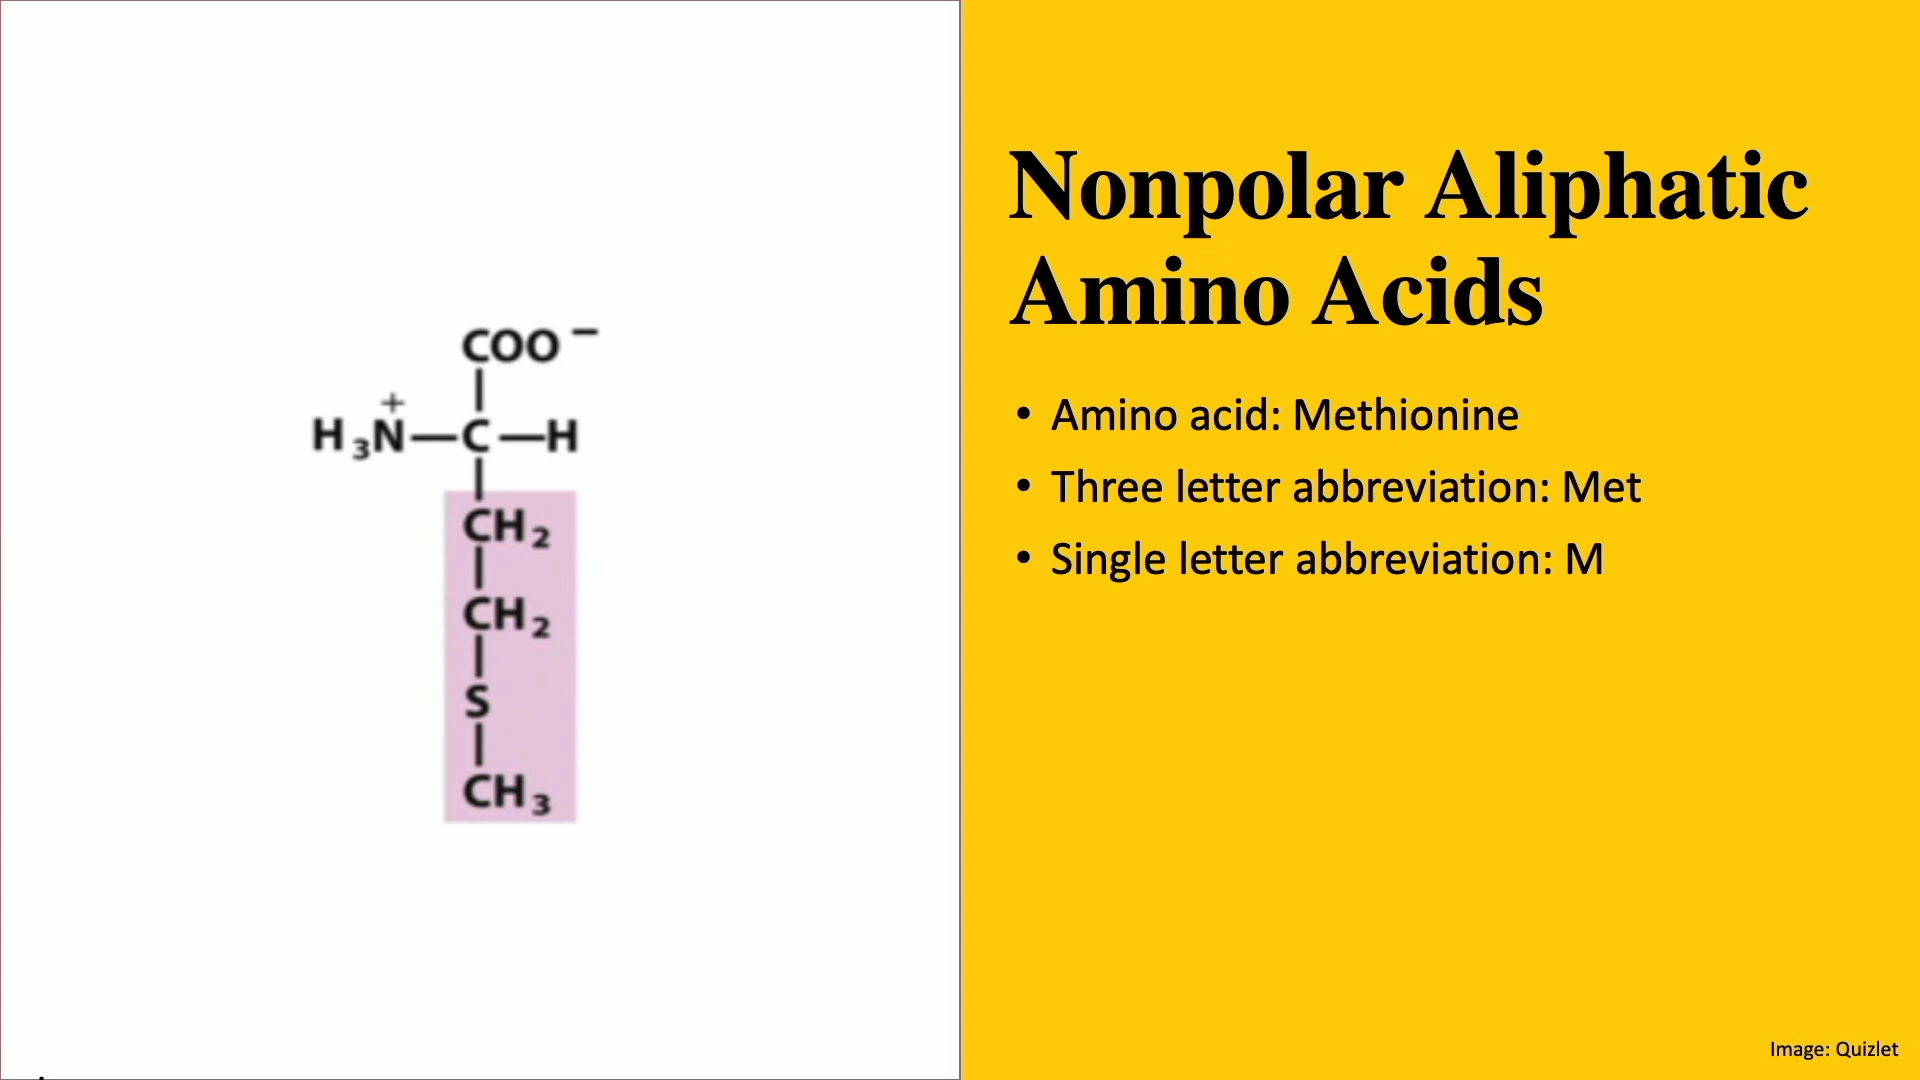 COO⁻
H₃N⁺—C—H
CH₂
CH₂
S
CH₃
Nonpolar Aliphatic
Amino Acids
• Amino acid: Methionine
• Three letter abbreviation: Met
• Single letter abbreviation: M
Image: Quizlet